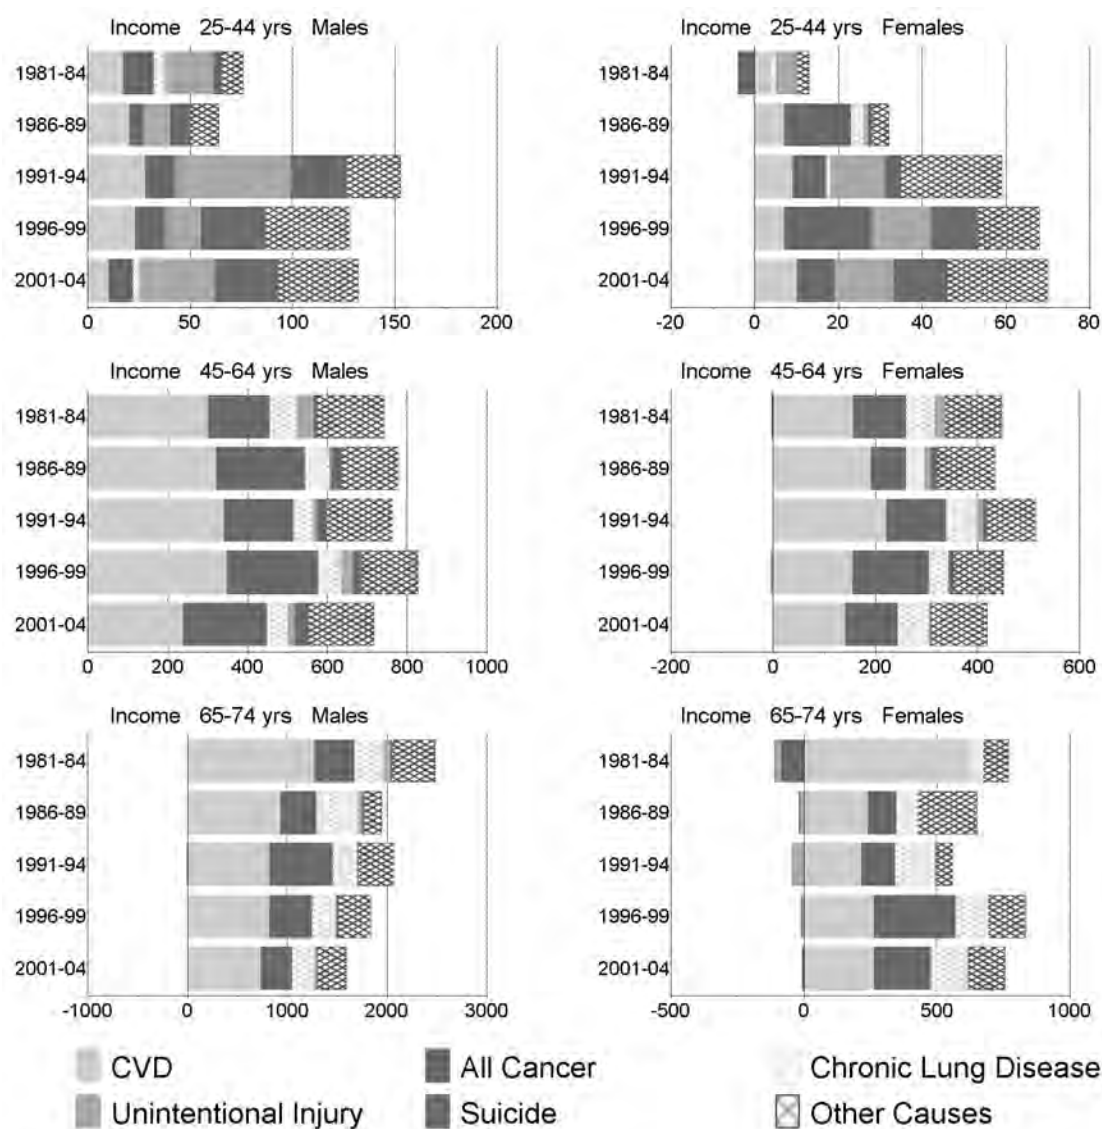 Income 25-44 yrs Males
1981-84
1986-89
1991-94
1996-99
2001-04
0 50 100 150 200
Income 25-44 yrs Females
1981-84
1986-89
1991-94
1996-99
2001-04
-20 0 20 40 60 80
Income 45-64 yrs Males
1981-84
1986-89
1991-94
1996-99
2001-04
0 200 400 600 800 1000
Income 45-64 yrs Females
1981-84
1986-89
1991-94
1996-99
2001-04
-200 0 200 400 600
Income 65-74 yrs Males
1981-84
1986-89
1991-94
1996-99
2001-04
-1000 0 1000 2000 3000
Income 65-74 yrs Females
1981-84
1986-89
1991-94
1996-99
2001-04
-500 0 500 1000
CVD All Cancer Chronic Lung Disease
Unintentional Injury Suicide Other Causes